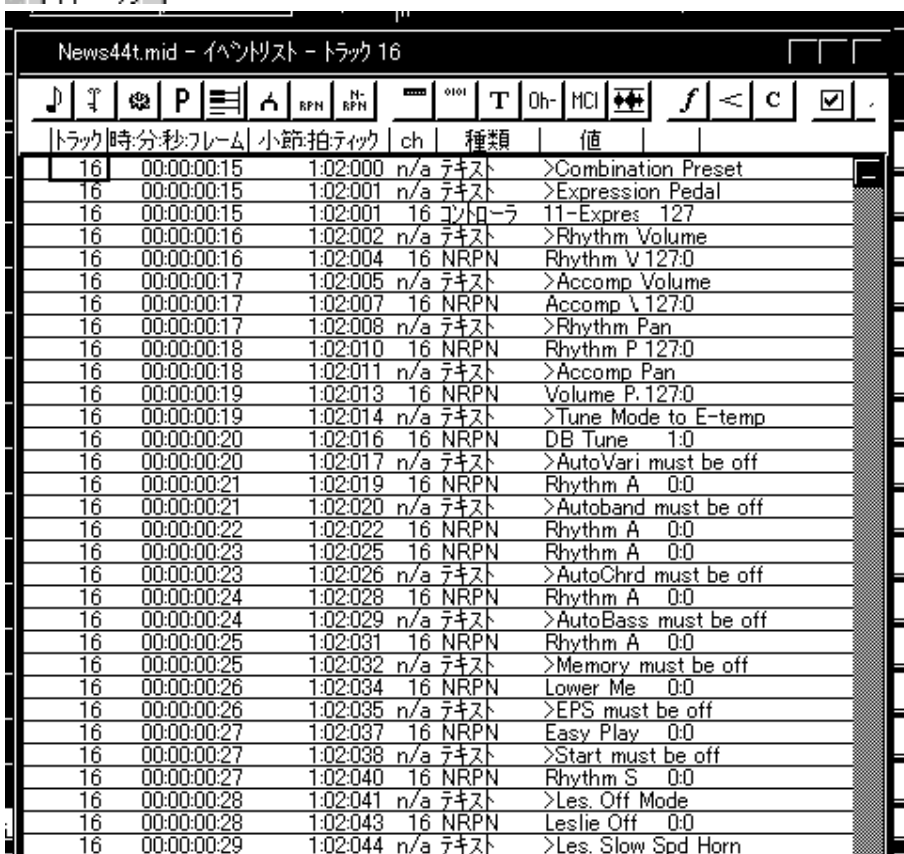 News44t.mid - イベントリスト - トラック 16
P RPN N-RPN 0101 T Oh- MCI f < C
トラック 時:分:秒:フレーム 小節:拍:ティック ch 種類 値
16 00:00:00:15 1:02:000 n/a テキスト >Combination Preset
16 00:00:00:15 1:02:001 n/a テキスト >Expression Pedal
16 00:00:00:15 1:02:001 16 コントローラ 11-Expres 127
16 00:00:00:16 1:02:002 n/a テキスト >Rhythm Volume
16 00:00:00:16 1:02:004 16 NRPN Rhythm V 127:0
16 00:00:00:17 1:02:005 n/a テキスト >Accomp Volume
16 00:00:00:17 1:02:007 16 NRPN Accomp \ 127:0
16 00:00:00:17 1:02:008 n/a テキスト >Rhythm Pan
16 00:00:00:18 1:02:010 16 NRPN Rhythm P 127:0
16 00:00:00:18 1:02:011 n/a テキスト >Accomp Pan
16 00:00:00:19 1:02:013 16 NRPN Volume P. 127:0
16 00:00:00:19 1:02:014 n/a テキスト >Tune Mode to E-temp
16 00:00:00:20 1:02:016 16 NRPN DB Tune 1:0
16 00:00:00:20 1:02:017 n/a テキスト >AutoVari must be off
16 00:00:00:21 1:02:019 16 NRPN Rhythm A 0:0
16 00:00:00:21 1:02:020 n/a テキスト >Autoband must be off
16 00:00:00:22 1:02:022 16 NRPN Rhythm A 0:0
16 00:00:00:23 1:02:025 16 NRPN Rhythm A 0:0
16 00:00:00:23 1:02:026 n/a テキスト >AutoChrd must be off
16 00:00:00:24 1:02:028 16 NRPN Rhythm A 0:0
16 00:00:00:24 1:02:029 n/a テキスト >AutoBass must be off
16 00:00:00:25 1:02:031 16 NRPN Rhythm A 0:0
16 00:00:00:25 1:02:032 n/a テキスト >Memory must be off
16 00:00:00:26 1:02:034 16 NRPN Lower Me 0:0
16 00:00:00:26 1:02:035 n/a テキスト >EPS must be off
16 00:00:00:27 1:02:037 16 NRPN Easy Play 0:0
16 00:00:00:27 1:02:038 n/a テキスト >Start must be off
16 00:00:00:27 1:02:040 16 NRPN Rhythm S 0:0
16 00:00:00:28 1:02:041 n/a テキスト >Les. Off Mode
16 00:00:00:28 1:02:043 16 NRPN Leslie Off 0:0
16 00:00:00:29 1:02:044 n/a テキスト >Les. Slow Spd Horn